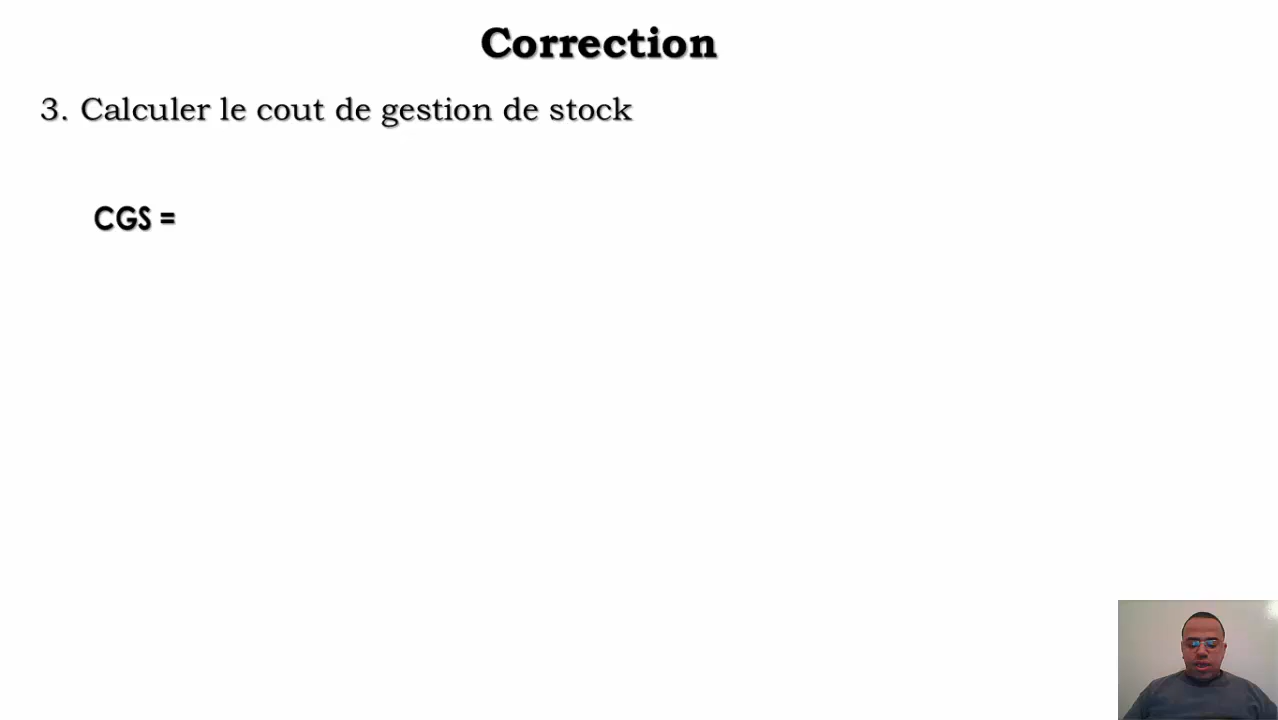 Correction
3. Calculer le cout de gestion de stock
CGS =